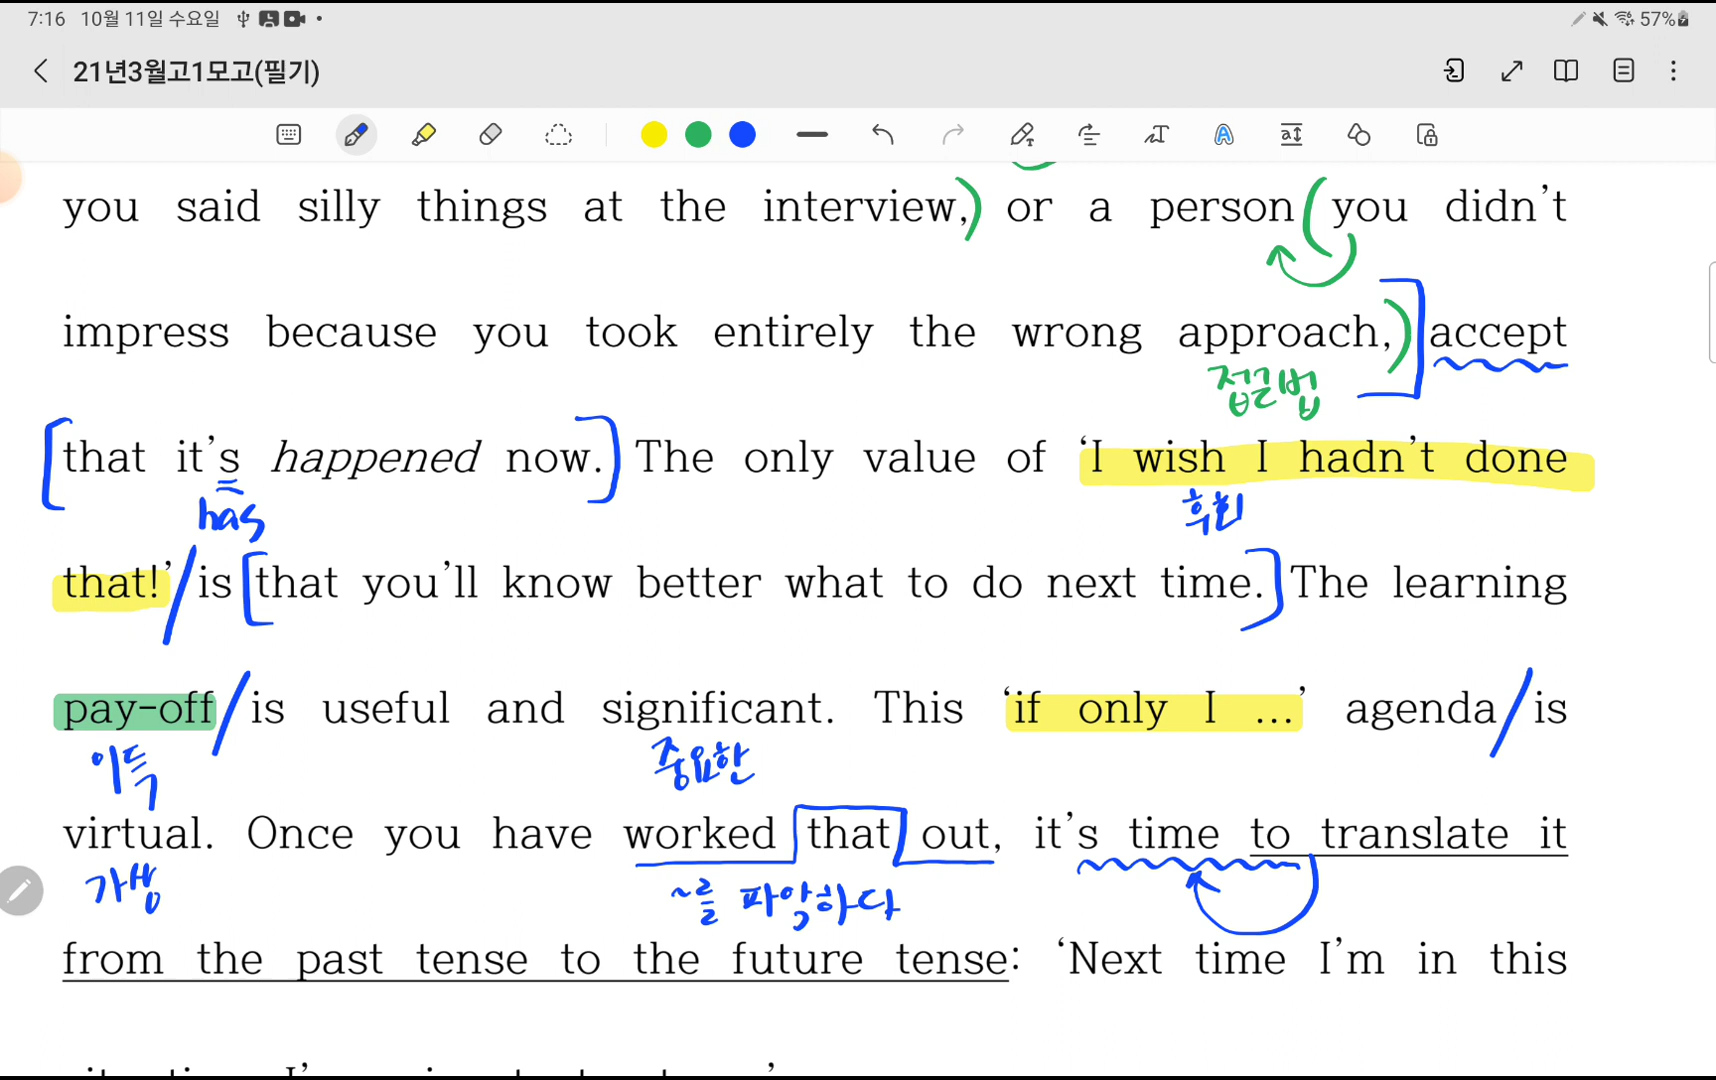 7:16 10월 11일 수요일 57%
21년3월고1모고(필기)
you said silly things at the interview, or a person you didn't
impress because you took entirely the wrong approach, accept
접근법
that it's happened now. The only value of ‘I wish I hadn't done
has 후회
that!’ is that you'll know better what to do next time. The learning
pay-off is useful and significant. This ‘if only I ...’ agenda is
이득 중요한
virtual. Once you have worked that out, it's time to translate it
가상 ~를 파악하다
from the past tense to the future tense: ‘Next time I'm in this